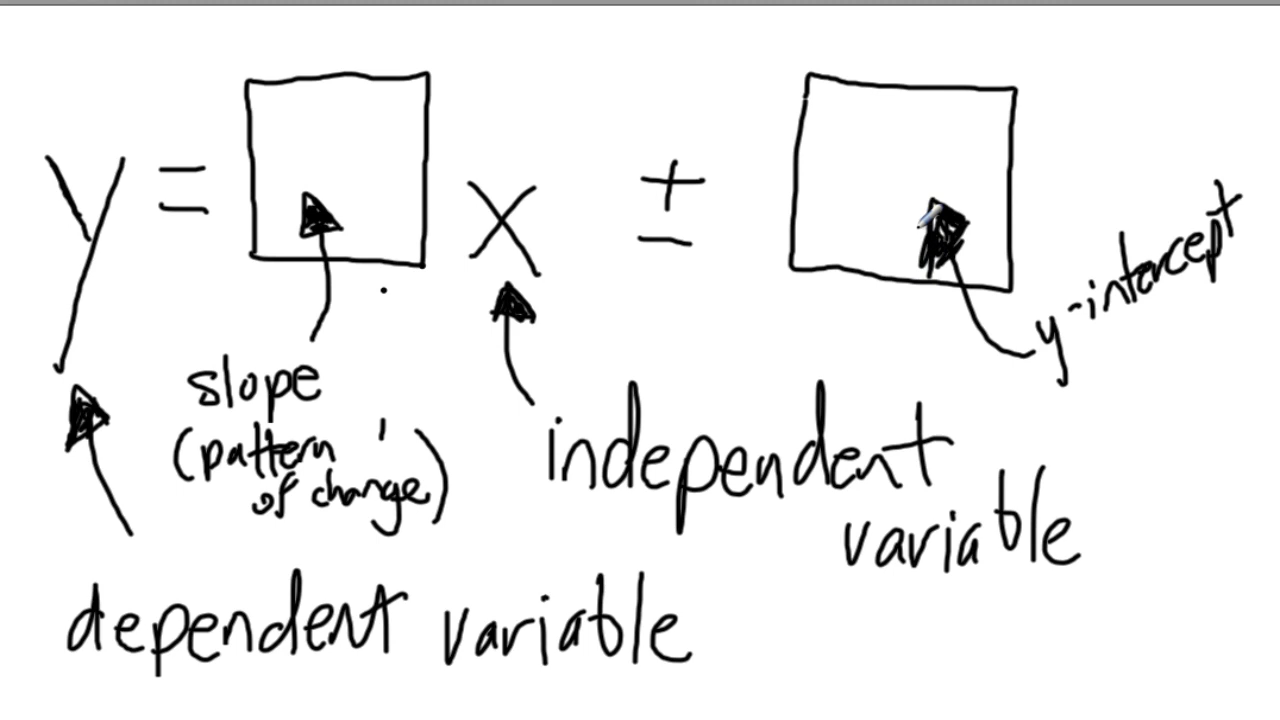 y = x ±
y-intercept
slope
(pattern
of change)
independent
variable
dependent variable